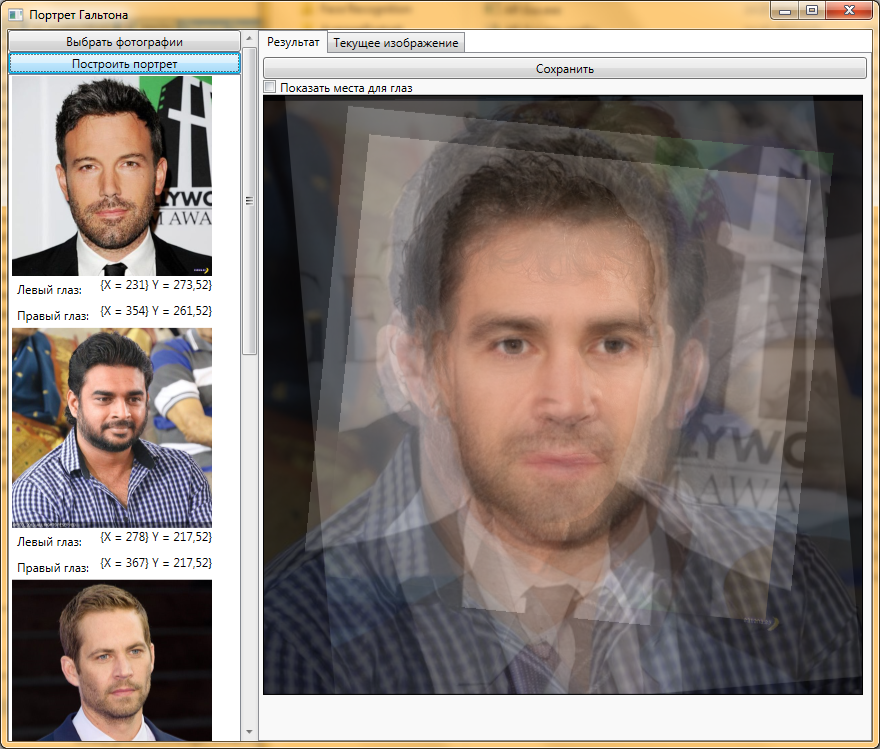 Портрет Гальтона
Выбрать фотографии
Построить портрет
LYWO
M AWA
Левый глаз: {X = 231} Y = 273,52}
Правый глаз: {X = 354} Y = 261,52}
Левый глаз: {X = 278} Y = 217,52}
Правый глаз: {X = 367} Y = 217,52}
Результат
Текущее изображение
Сохранить
Показать места для глаз
LLYWO
AWA